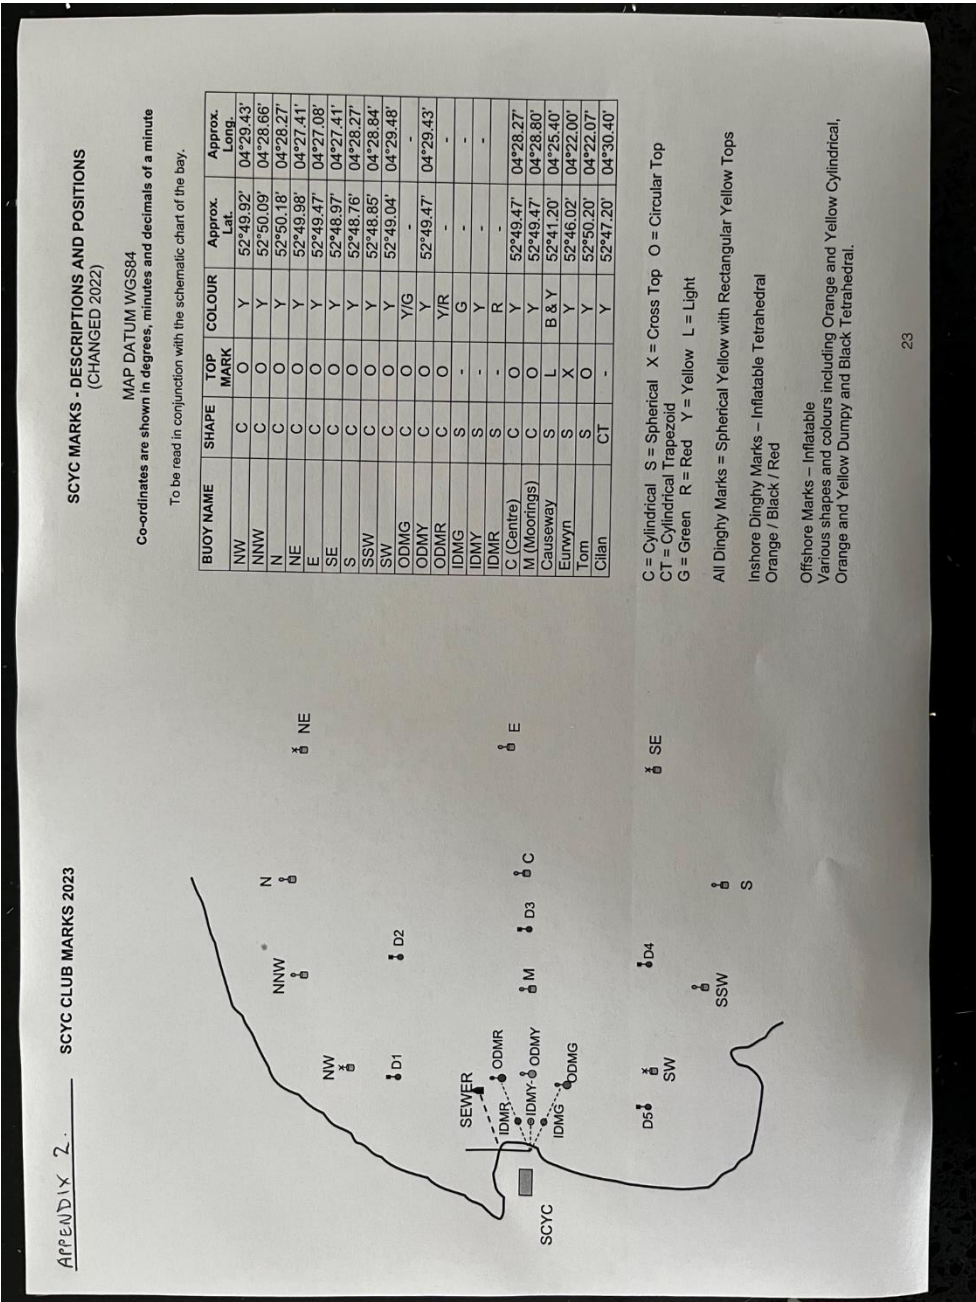 APPENDIX 2.
SCYC CLUB MARKS 2023
N
NNW
NE
NW
D2
D1
SEWER
ODMR
IDMR
IDMY
ODMY
IDMG
ODMG
M
D3
C
E
SCYC
D5
SW
D4
SSW
S
SE
SCYC MARKS - DESCRIPTIONS AND POSITIONS
(CHANGED 2022)
MAP DATUM WGS84
Co-ordinates are shown in degrees, minutes and decimals of a minute
To be read in conjunction with the schematic chart of the bay.
BUOY NAME SHAPE TOP MARK COLOUR Approx. Lat. Approx. Long.
NW C O Y 52°49.92' 04°29.43'
NNW C O Y 52°50.09' 04°28.66'
N C O Y 52°50.18' 04°28.27'
NE C O Y 52°49.98' 04°27.41'
E C O Y 52°49.47' 04°27.08'
SE C O Y 52°48.97' 04°27.41'
S C O Y 52°48.76' 04°28.27'
SSW C O Y 52°48.85' 04°28.84'
SW C O Y 52°49.04' 04°29.48'
ODMG C O Y/G - -
ODMY C O Y 52°49.47' 04°29.43'
ODMR C O Y/R - -
IDMG S - G - -
IDMY S - Y - -
IDMR S - R - -
C (Centre) C O Y 52°49.47' 04°28.27'
M (Moorings) C O Y 52°49.47' 04°28.80'
Causeway S L B & Y 52°41.20' 04°25.40'
Eurwyn S X Y 52°46.02' 04°22.00'
Tom S O Y 52°50.20' 04°22.07'
Cilan CT - Y 52°47.20' 04°30.40'
C = Cylindrical S = Spherical X = Cross Top O = Circular Top
CT = Cylindrical Trapezoid
G = Green R = Red Y = Yellow L = Light
All Dinghy Marks = Spherical Yellow with Rectangular Yellow Tops
Inshore Dinghy Marks – Inflatable Tetrahedral
Orange / Black / Red
Offshore Marks – Inflatable
Various shapes and colours including Orange and Yellow Cylindrical,
Orange and Yellow Dumpy and Black Tetrahedral.
23